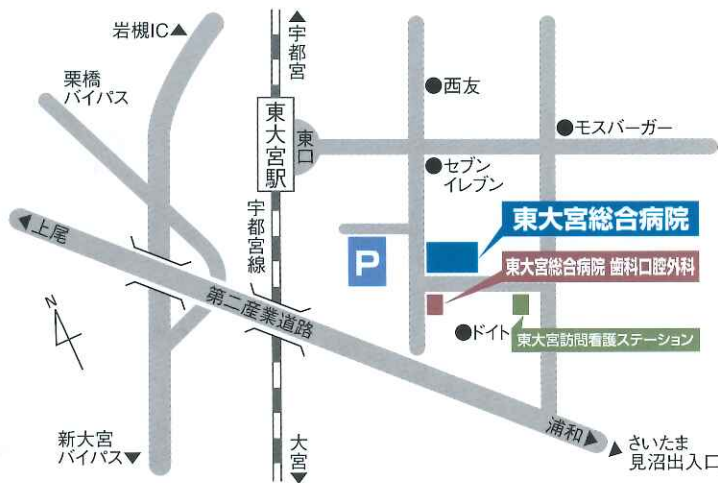 岩槻IC▲
▲宇都宮
栗橋
バイパス
●西友
東大宮駅
東口
●モスバーガー
●セブン
イレブン
宇都宮線
◀上尾
東大宮総合病院
P
東大宮総合病院 歯科口腔外科
第二産業道路
N
●ドイト
東大宮訪問看護ステーション
新大宮
バイパス▼
大宮▼
浦和▶
▲さいたま
見沼出入口